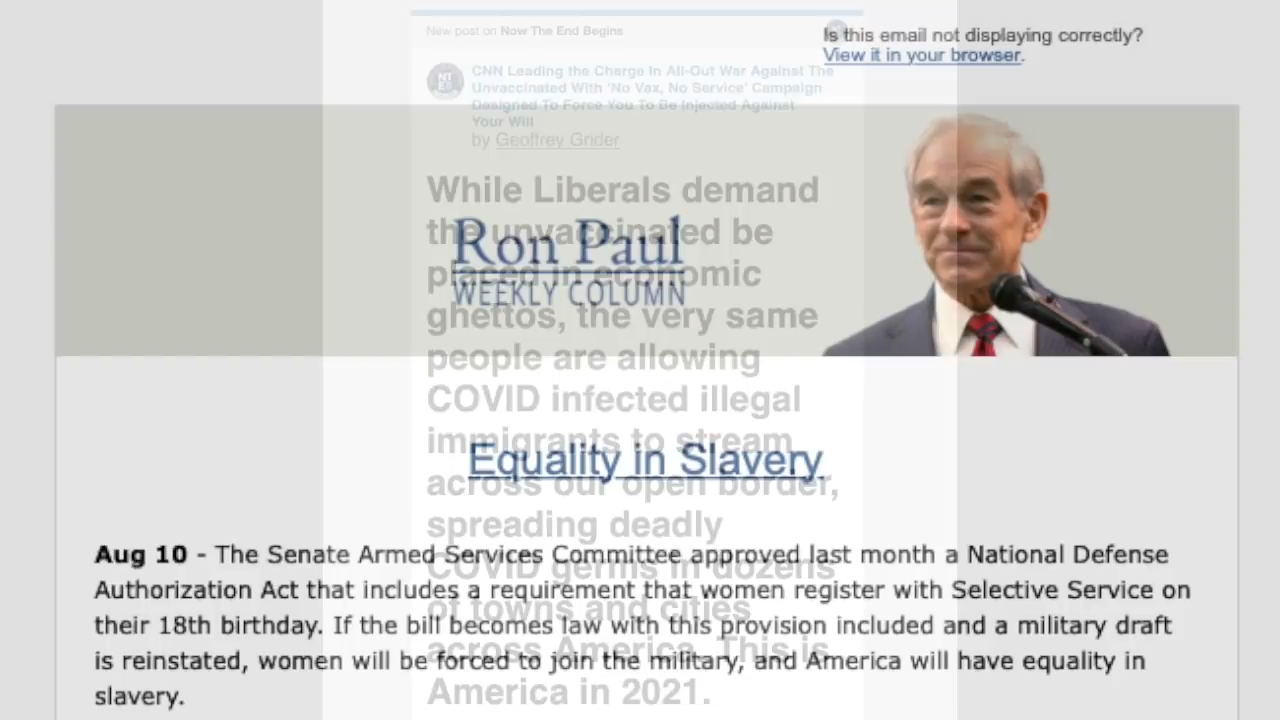 New post on Now The End Begins
Is this email not displaying correctly?
View it in your browser.
CNN Leading the Charge In All-Out War Against The
Unvaccinated With 'No Vax, No Service' Campaign
Designed To Force You To Be Injected Against
Your Will
by Geoffrey Grider
While Liberals demand
the unvaccinated be
placed in economic
ghettos, the very same
people are allowing
COVID infected illegal
immigrants to stream
across our open border,
spreading deadly
COVID germs in dozens
of towns and cities
across America. This is
America in 2021.
Ron Paul
WEEKLY COLUMN
Equality in Slavery
Aug 10 - The Senate Armed Services Committee approved last month a National Defense
Authorization Act that includes a requirement that women register with Selective Service on
their 18th birthday. If the bill becomes law with this provision included and a military draft
is reinstated, women will be forced to join the military, and America will have equality in
slavery.